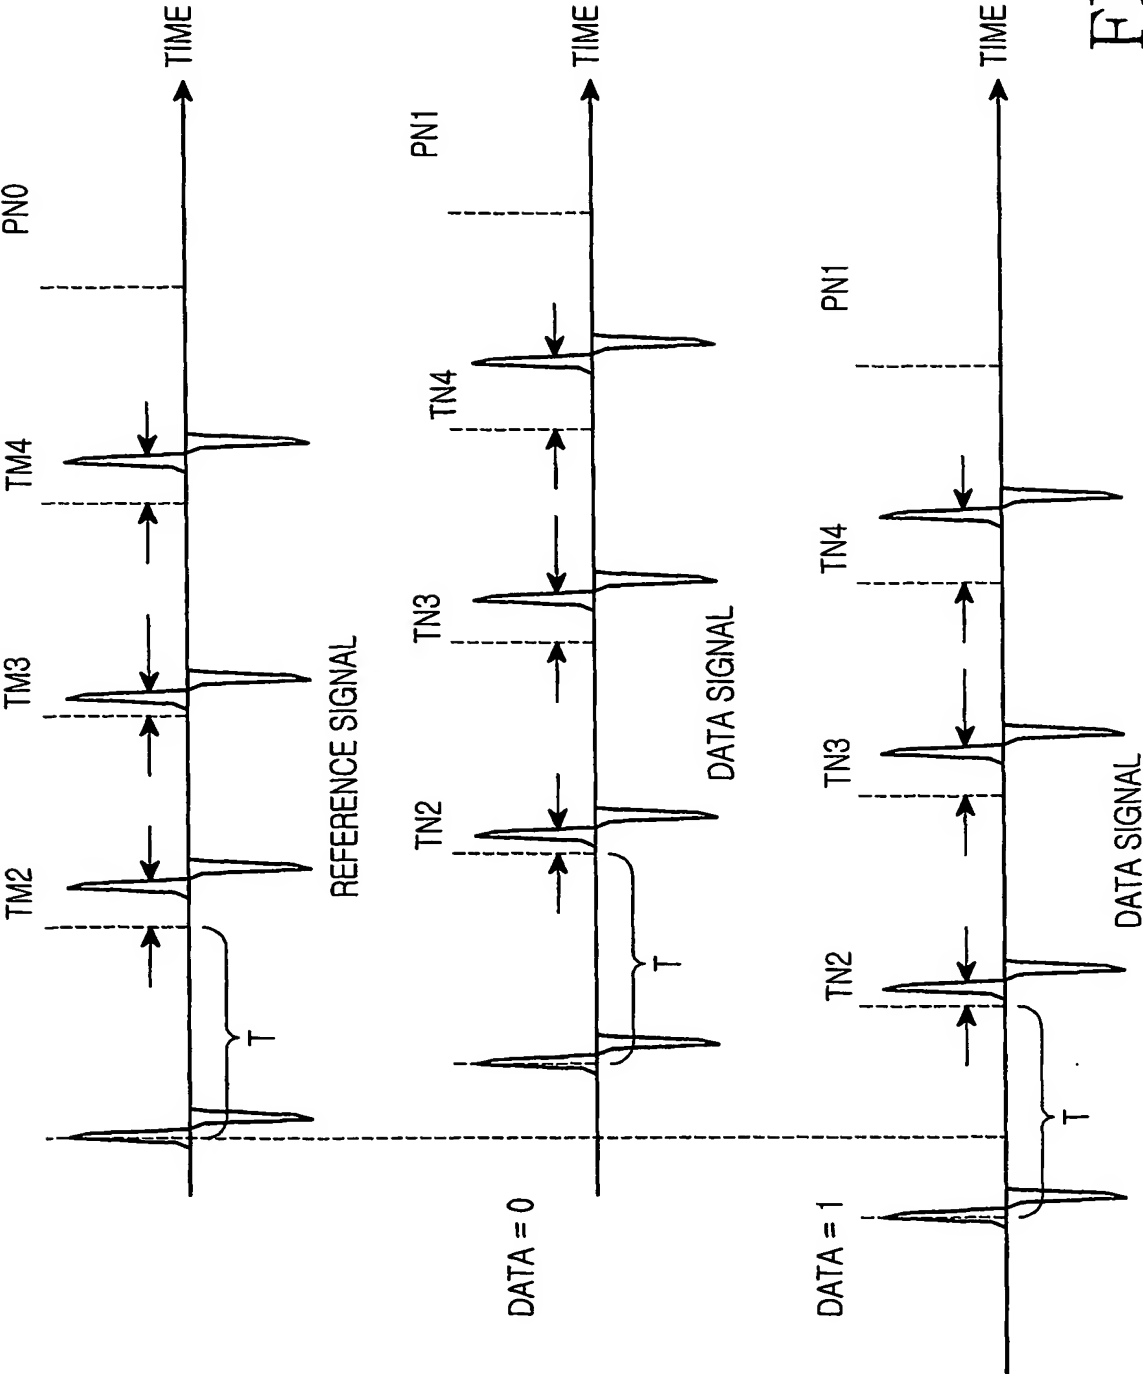 TM2 TM3 TM4 PN0
TIME
T
REFERENCE SIGNAL
DATA = 0
TN2 TN3 TN4 PN1
TIME
T
DATA SIGNAL
DATA = 1
TN2 TN3 TN4 PN1
TIME
T
DATA SIGNAL